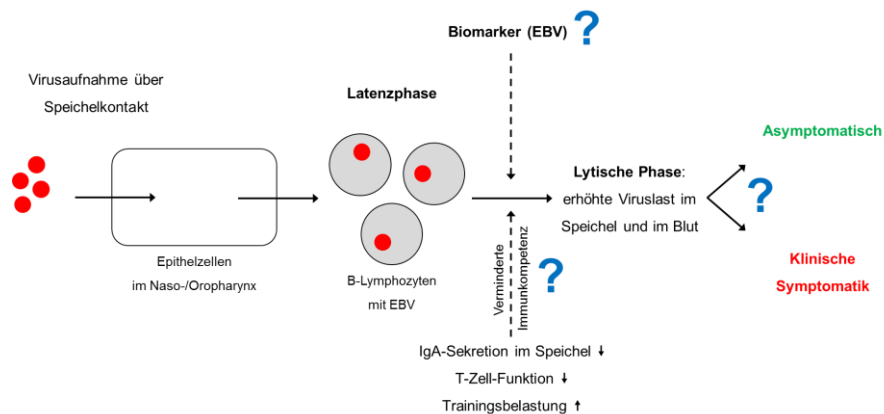 Biomarker (EBV) ?
Virusaufnahme über
Speichelkontakt
Latenzphase
Asymptomatisch
Lytische Phase:
erhöhte Viruslast im
Speichel und im Blut
?
Epithelzellen
im Naso-/Oropharynx
B-Lymphozyten
mit EBV
Verminderte
Immunkompetenz
?
Klinische
Symptomatik
IgA-Sekretion im Speichel ↓
T-Zell-Funktion ↓
Trainingsbelastung ↑